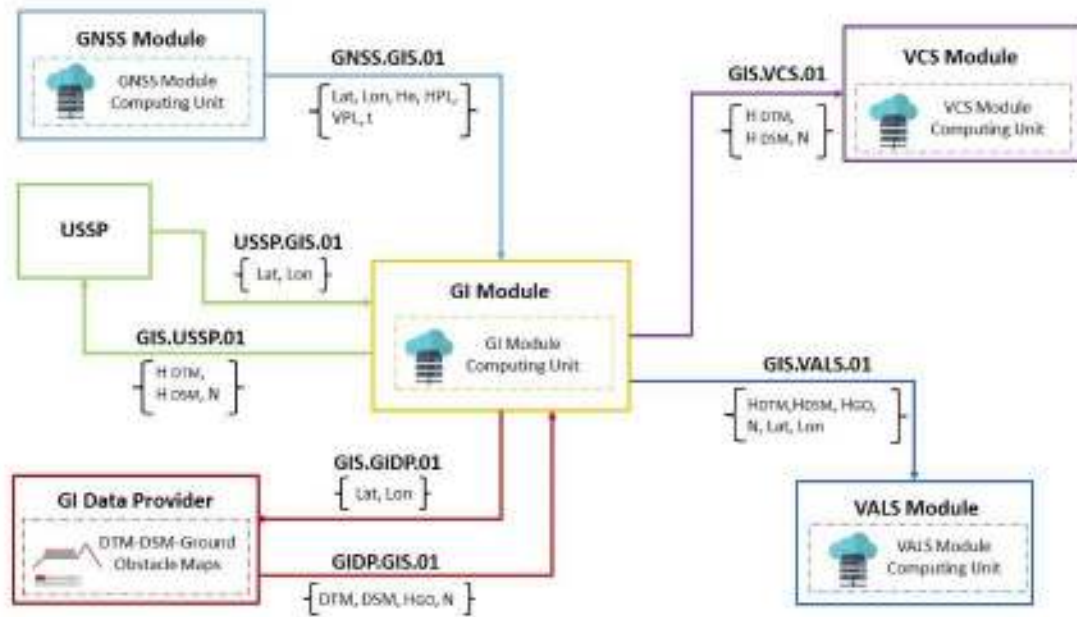 GNSS Module
GNSS Module
Computing Unit
GNSS.GIS.01
Lat, Lon, He, HPL,
VPL, t
GIS.VCS.01
H DTM,
H DSM, N
VCS Module
VCS Module
Computing Unit
USSP
USSP.GIS.01
Lat, Lon
GIS.USSP.01
H DTM,
H DSM, N
GI Module
GI Module
Computing Unit
GIS.VALS.01
HDTM,HDSM, HGO,
N, Lat, Lon
GIS.GIDP.01
Lat, Lon
GI Data Provider
DTM-DSM-Ground
Obstacle Maps
GIDP.GIS.01
DTM, DSM, HGO, N
VALS Module
VALS Module
Computing Unit